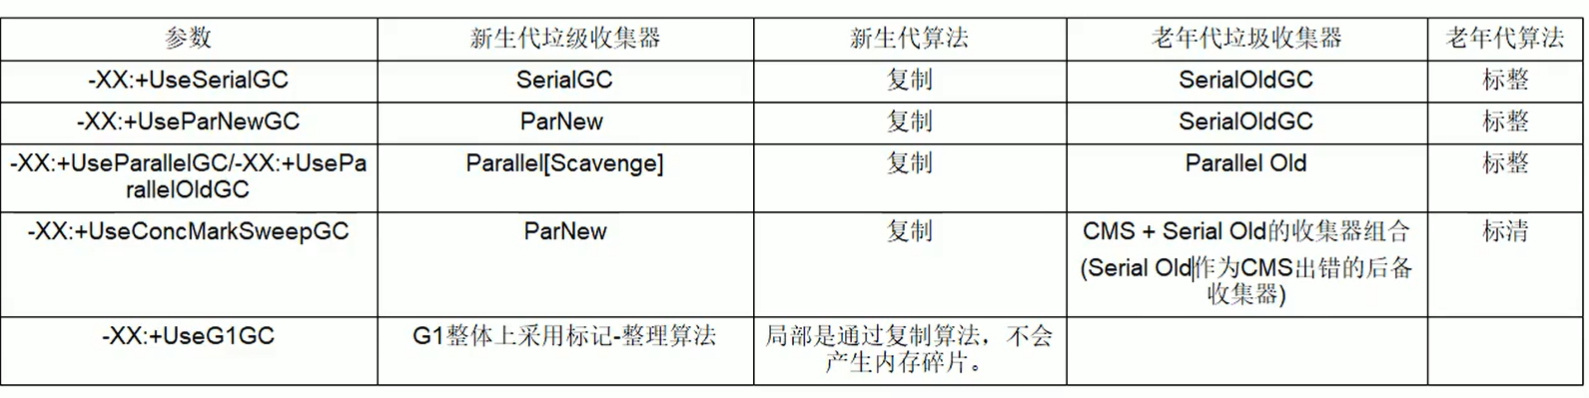 参数 新生代垃级收集器 新生代算法 老年代垃圾收集器 老年代算法
-XX:+UseSerialGC SerialGC 复制 SerialOldGC 标整
-XX:+UseParNewGC ParNew 复制 SerialOldGC 标整
-XX:+UseParallelGC/-XX:+UsePa Parallel[Scavenge] 复制 Parallel Old 标整
rallelOldGC
-XX:+UseConcMarkSweepGC ParNew 复制 CMS + Serial Old的收集器组合 标清
(Serial Old作为CMS出错的后备
收集器)
-XX:+UseG1GC G1整体上采用标记-整理算法 局部是通过复制算法，不会
产生内存碎片。